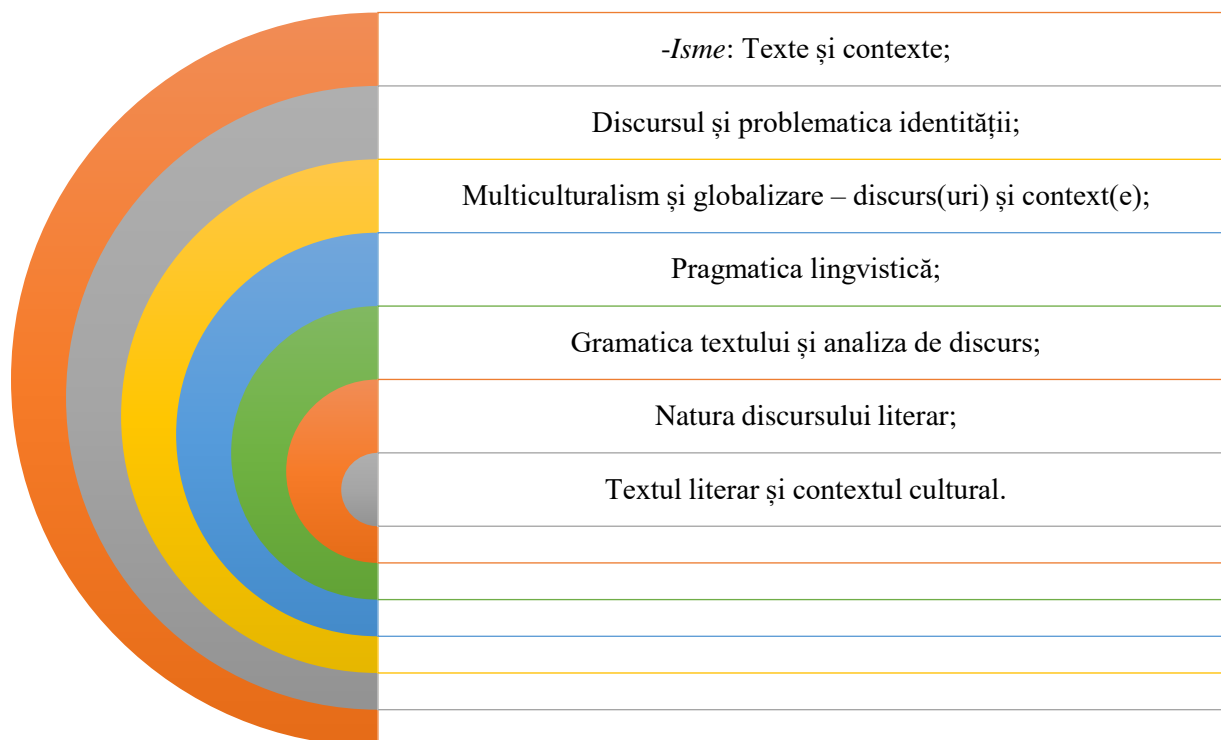 -Isme: Texte și contexte;
Discursul și problematica identității;
Multiculturalism și globalizare – discurs(uri) și context(e);
Pragmatica lingvistică;
Gramatica textului și analiza de discurs;
Natura discursului literar;
Textul literar și contextul cultural.